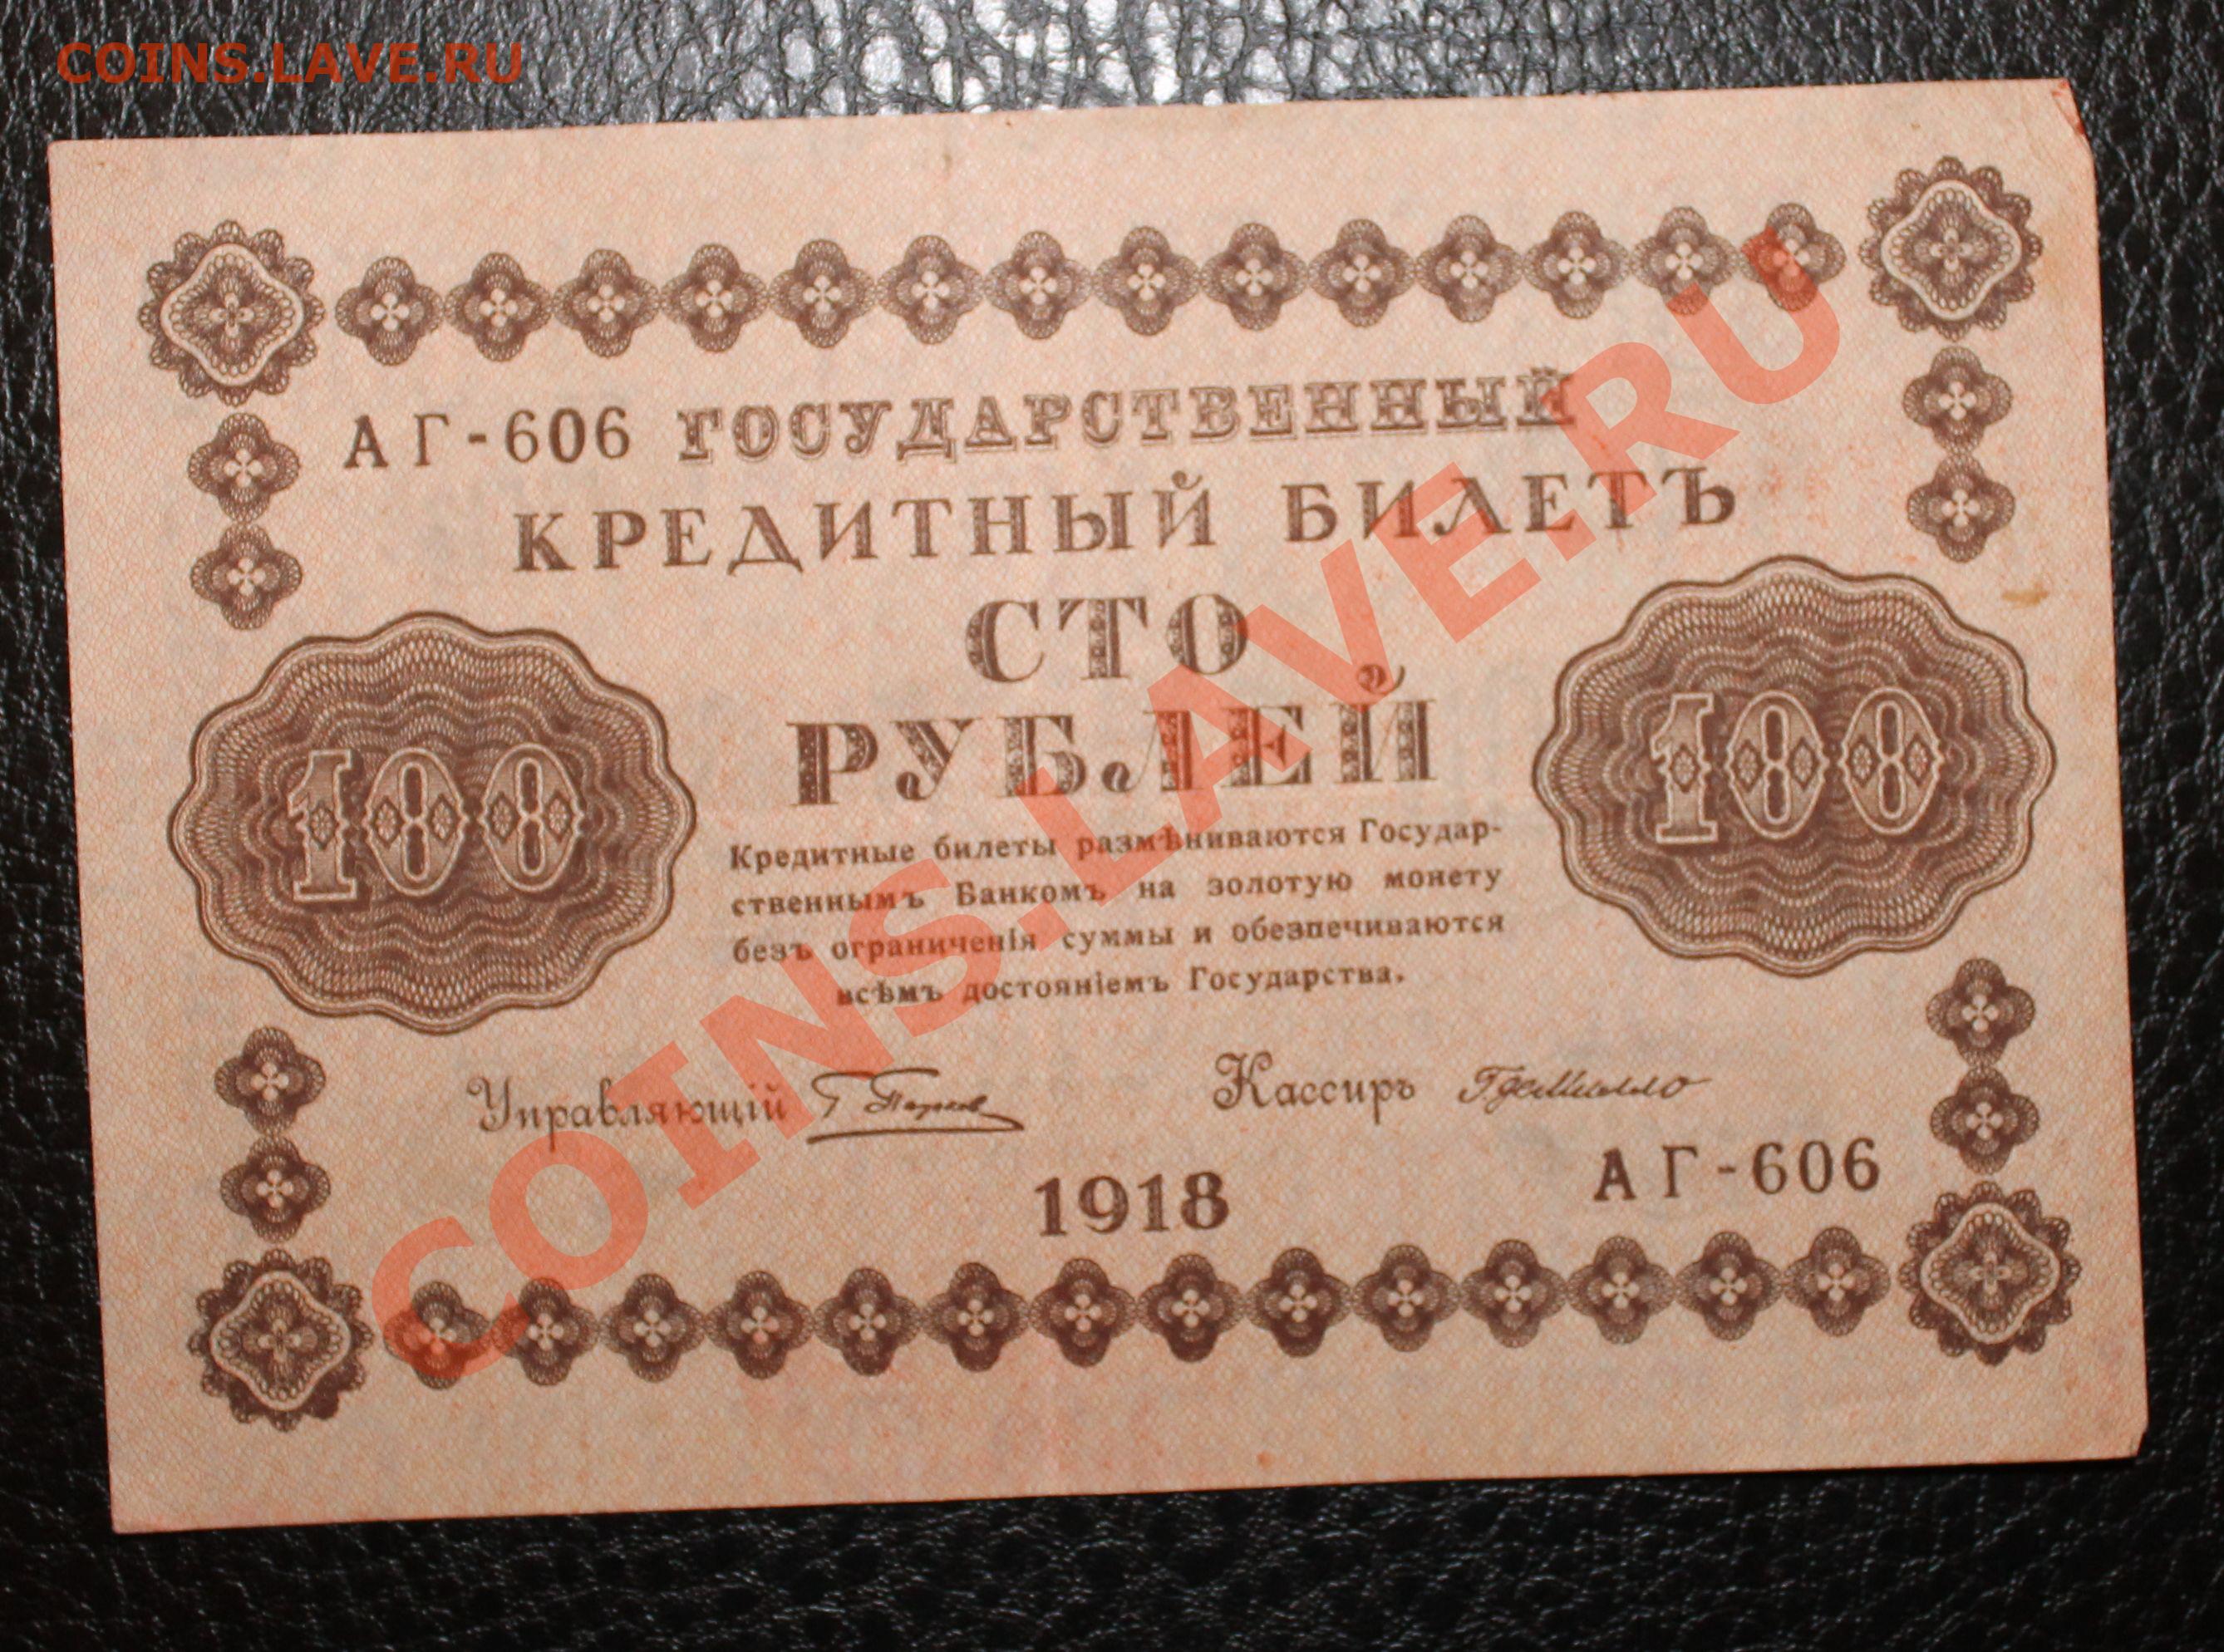 COINS.LAVE.RU
АГ-606 ГОСУДАРСТВЕННЫЙ
КРЕДИТНЫЙ БИЛЕТЪ
СТО
РУБЛЕЙ
100
100
Кредитные билеты размѣниваются Государ-
ственнымъ Банкомъ на золотую монету
безъ ограниченія суммы и обезпечиваются
всѣмъ достояніемъ Государства.
Управляющій
Кассиръ
1918
АГ-606
COINS.LAVE.RU